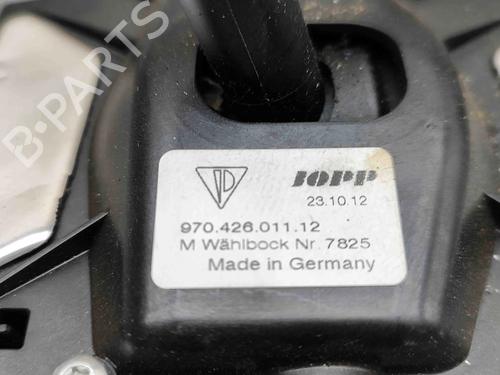 B-PARTS
JOPP
23.10.12
970.426.011.12
M Wählbock Nr. 7825
Made in Germany